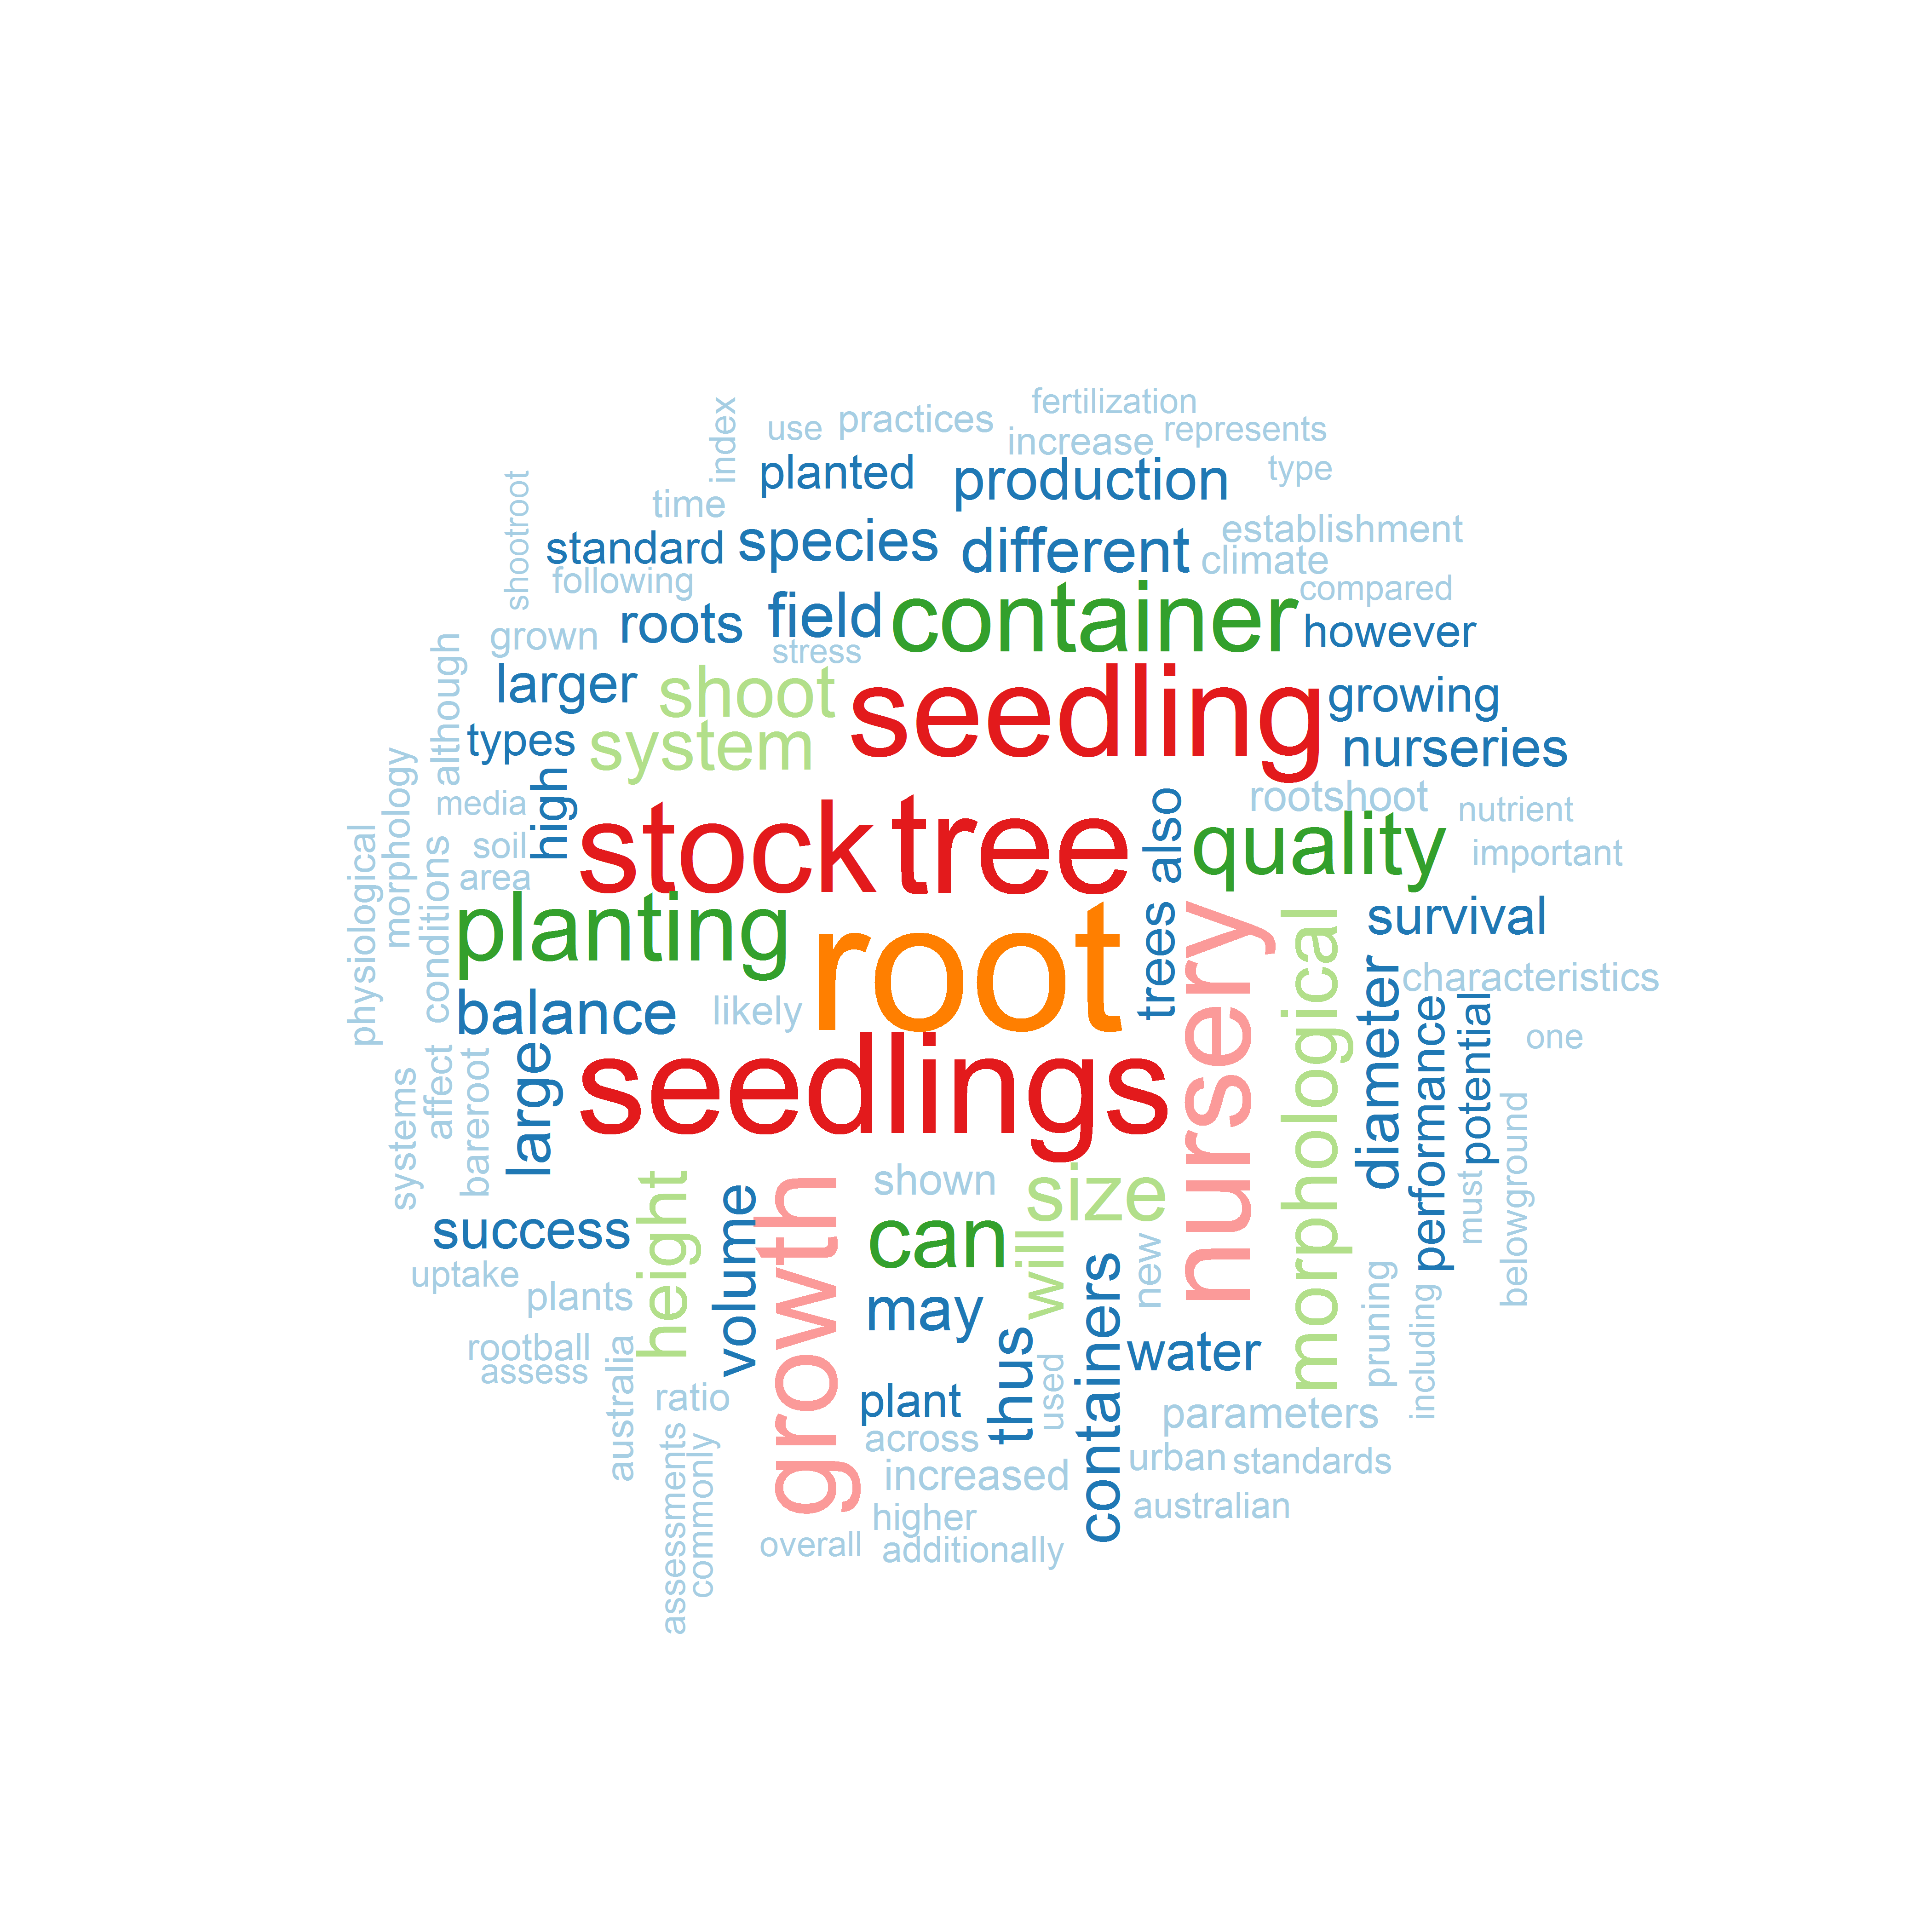 fertilization
index
use
practices
increase
represents
planted
production
type
shootroot
time
standard
species
different
establishment
climate
following
compared
grown
roots
field
container
however
stress
although
larger
shoot
seedling
growing
types
system
nurseries
physiological
morphology
media
high
rootshoot
nutrient
soil
stock
tree
also
quality
important
area
conditions
planting
root
trees
nursery
morphological
survival
characteristics
balance
likely
diameter
performance
potential
one
systems
affect
bareroot
large
seedlings
must
belowground
success
height
volume
growth
shown
size
can
will
new
uptake
plants
may
containers
water
pruning
including
rootball
assess
australia
ratio
plant
thus
used
parameters
across
assessments
commonly
increased
urban
standards
higher
australian
overall
additionally